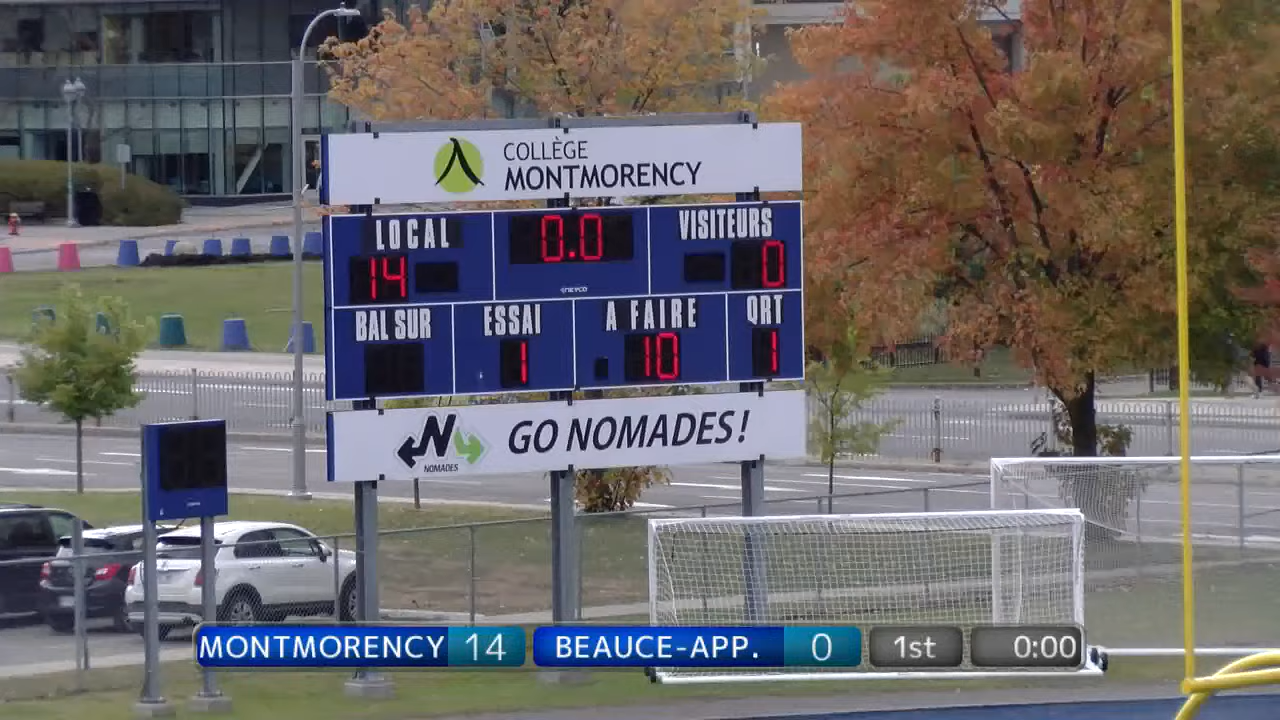 COLLÈGE
MONTMORENCY
LOCAL 0.0 VISITEURS
14 0
BAL SUR ESSAI A FAIRE QRT
1 10 1
NOMADES
GO NOMADES!
MONTMORENCY 14 BEAUCE-APP. 0 1st 0:00